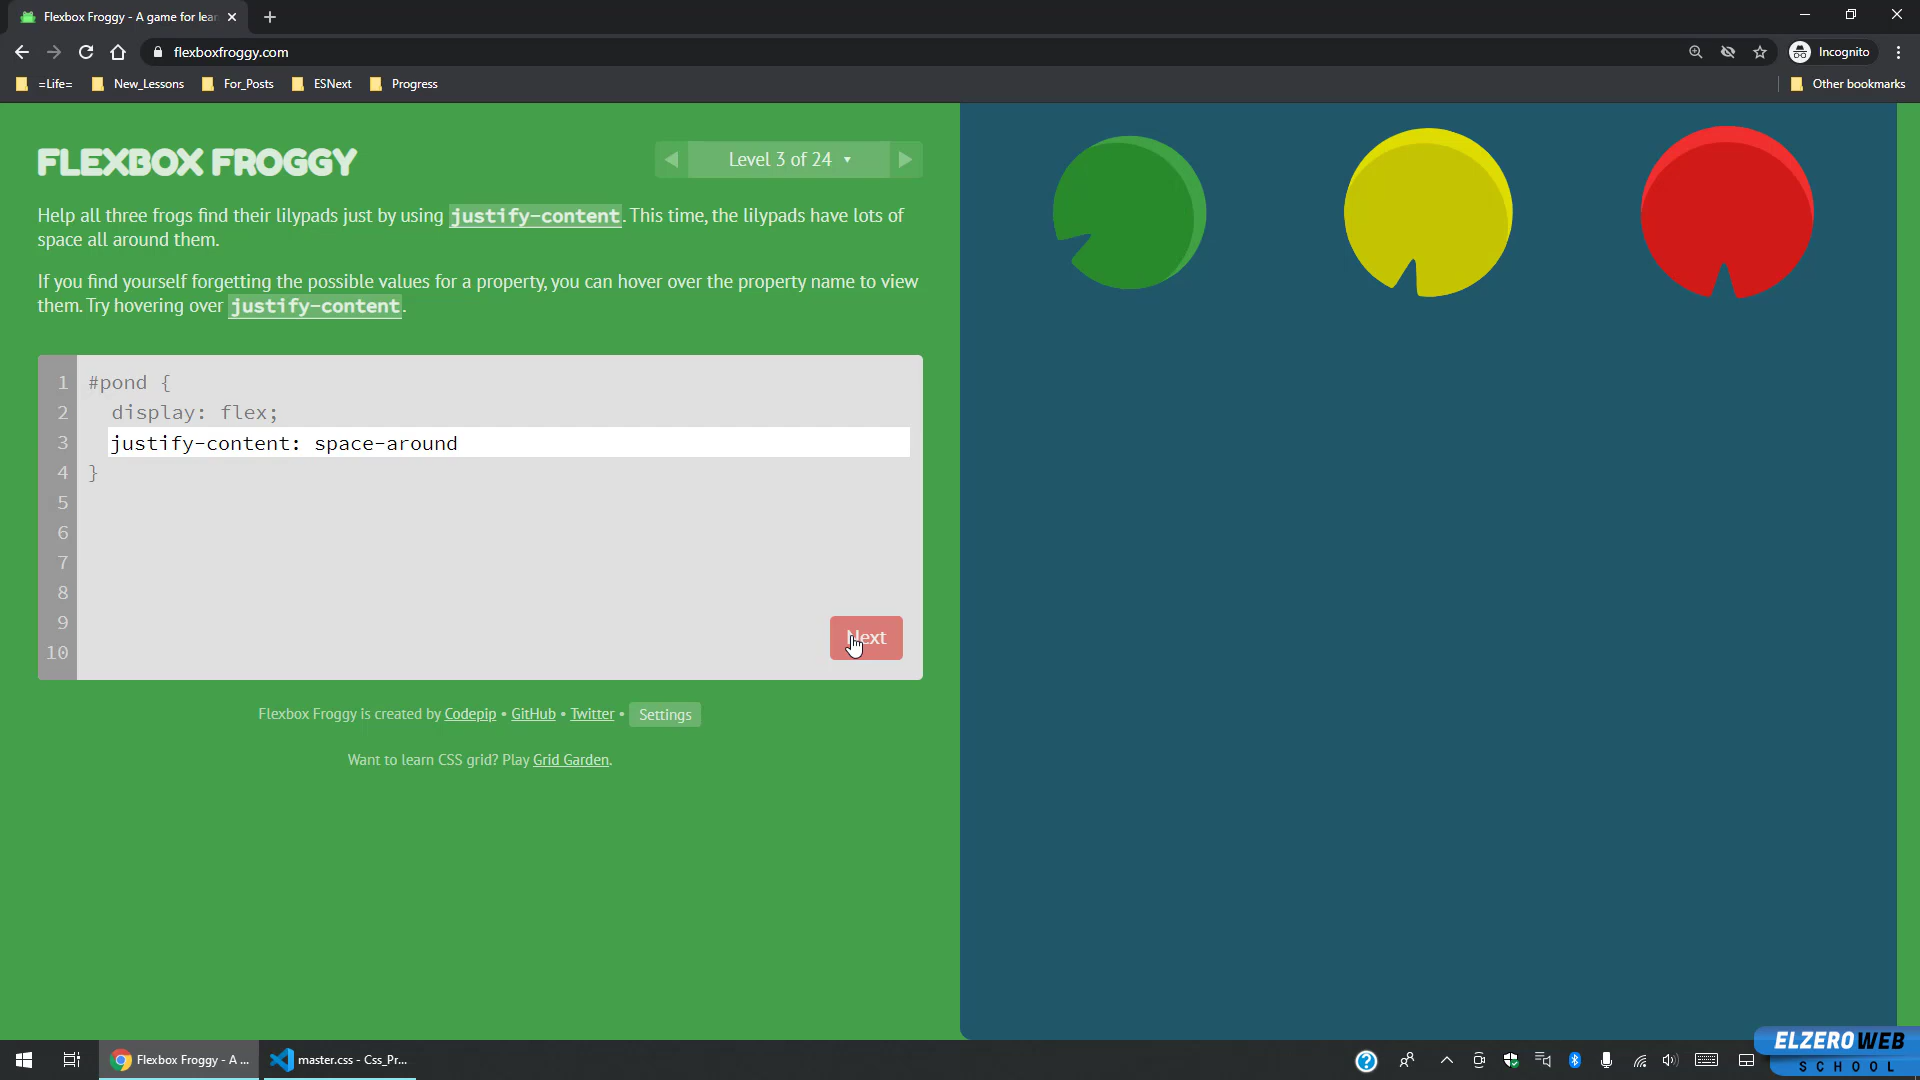 Flexbox Froggy - A game for lear
flexboxfroggy.com
Incognito
=Life=
New_Lessons
For_Posts
ESNext
Progress
Other bookmarks
FLEXBOX FROGGY
Level 3 of 24
Help all three frogs find their lilypads just by using justify-content. This time, the lilypads have lots of
space all around them.
If you find yourself forgetting the possible values for a property, you can hover over the property name to view
them. Try hovering over justify-content.
1 #pond {
2 display: flex;
3 justify-content: space-around
4 }
5
6
7
8
9
10
Next
Flexbox Froggy is created by Codepip • GitHub • Twitter • Settings
Want to learn CSS grid? Play Grid Garden.
Flexbox Froggy - A ...
master.css - Css_Pr...
ELZEROWEB
SCHOOL